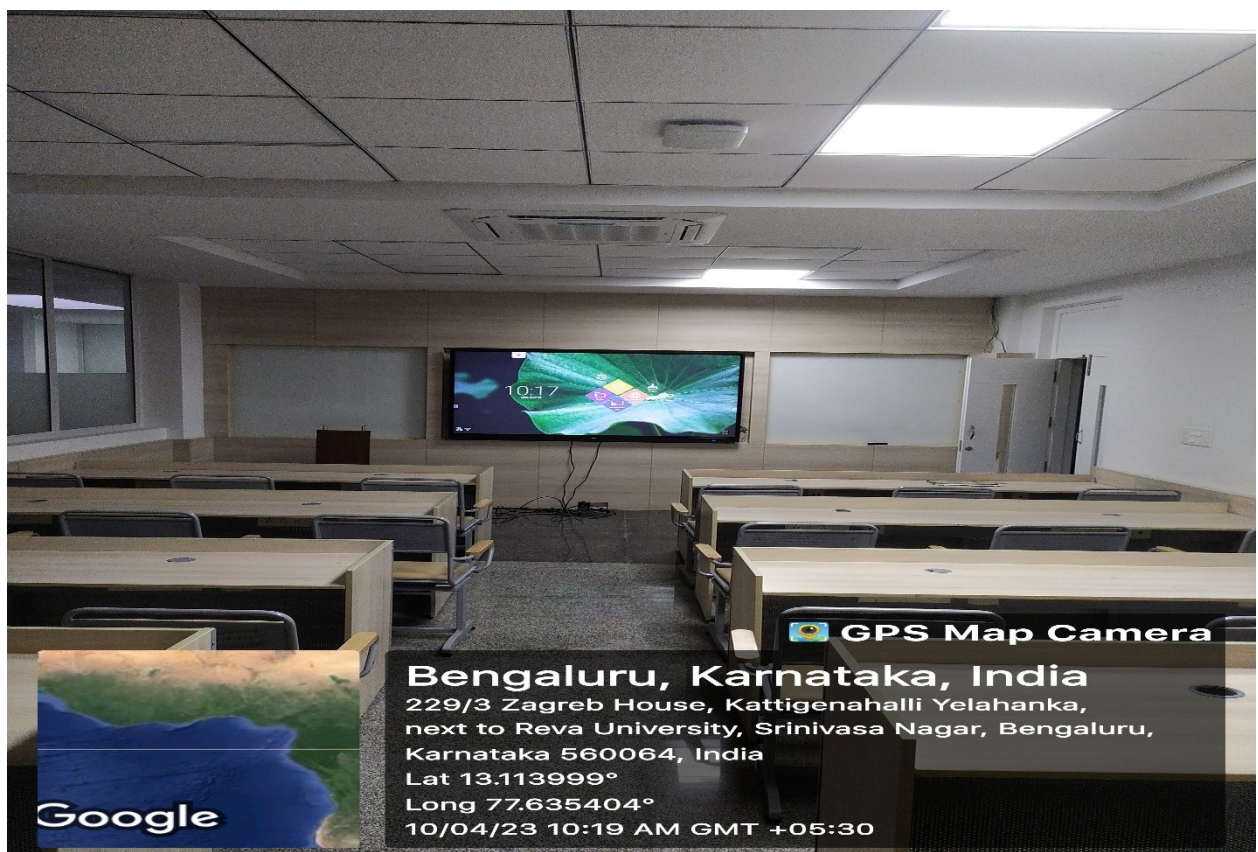 10:17
GPS Map Camera
Bengaluru, Karnataka, India
229/3 Zagreb House, Kattigenahalli Yelahanka,
next to Reva University, Srinivasa Nagar, Bengaluru,
Karnataka 560064, India
Lat 13.113999°
Long 77.635404°
10/04/23 10:19 AM GMT +05:30
Google